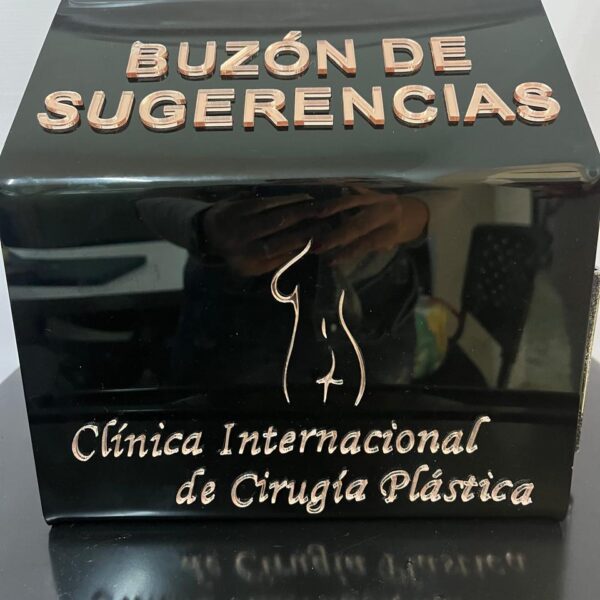 BUZÓN DE
SUGERENCIAS
Clínica Internacional
de Cirugía Plástica